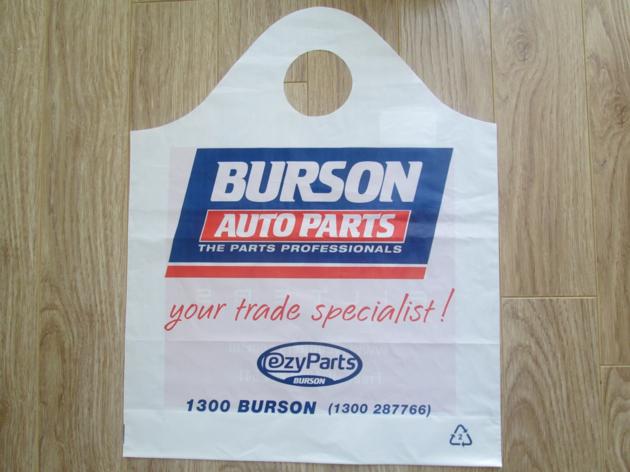 BURSON
AUTO PARTS
THE PARTS PROFESSIONALS
your trade specialist!
ezyParts
BURSON
1300 BURSON (1300 287766)
2